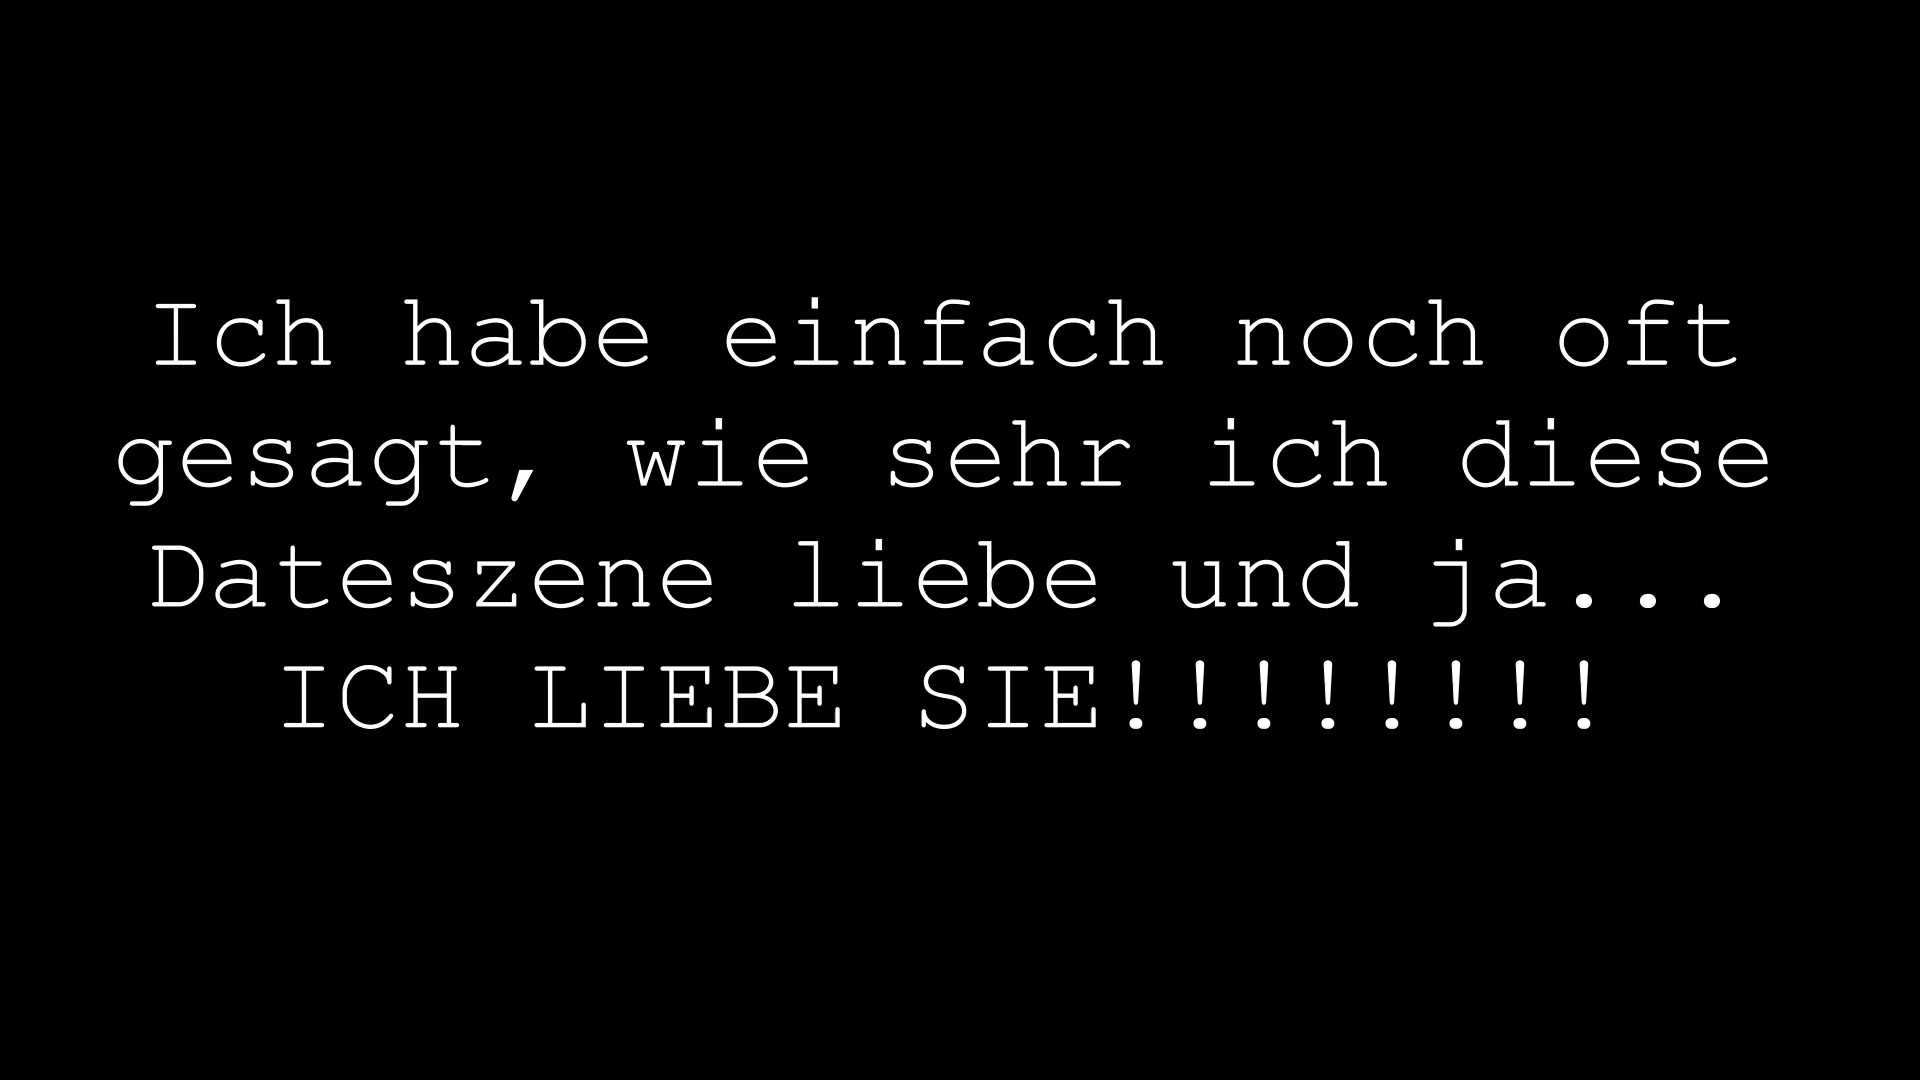 Ich habe einfach noch oft
gesagt, wie sehr ich diese
Dateszene liebe und ja...
ICH LIEBE SIE!!!!!!!!